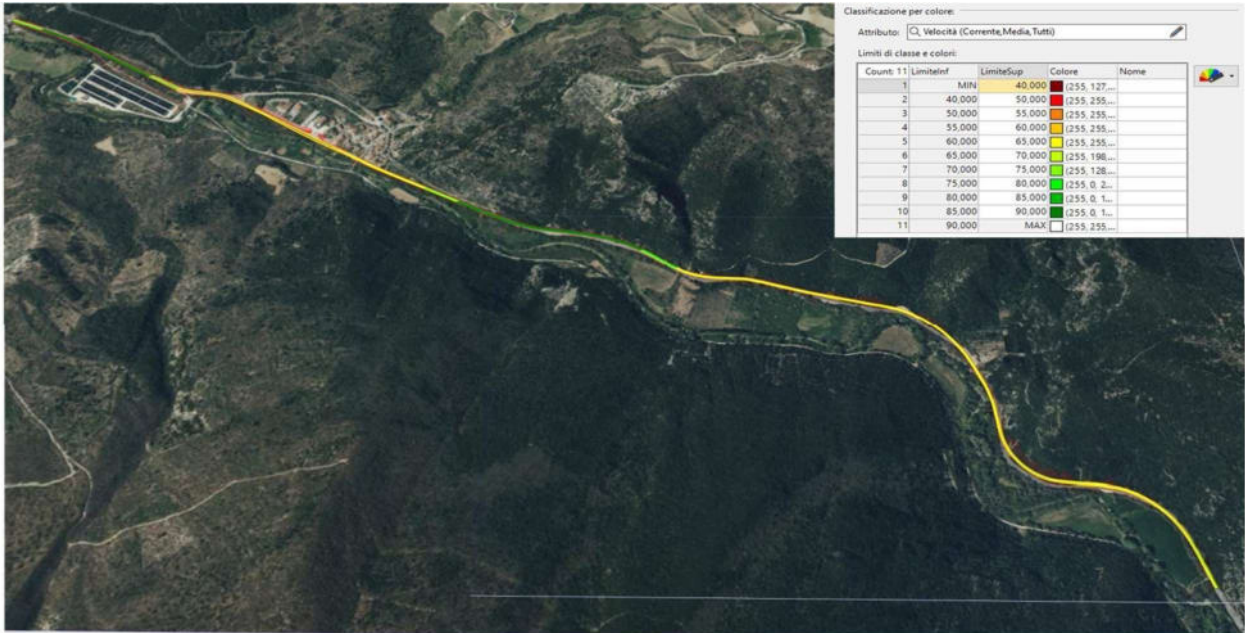 Classificazione per colore:
Attributo: Velocità (Corrente,Media,Tutti)
Limiti di classe e colori:
Count: 11 LimiteInf LimiteSup Colore Nome
1 MIN 40,000 (255, 127,...
2 40,000 50,000 (255, 255,...
3 50,000 55,000 (255, 255,...
4 55,000 60,000 (255, 255,...
5 60,000 65,000 (255, 255,...
6 65,000 70,000 (255, 198,...
7 70,000 75,000 (255, 128,...
8 75,000 80,000 (255, 0, 2...
9 80,000 85,000 (255, 0, 1...
10 85,000 90,000 (255, 0, 1...
11 90,000 MAX (255, 255,...